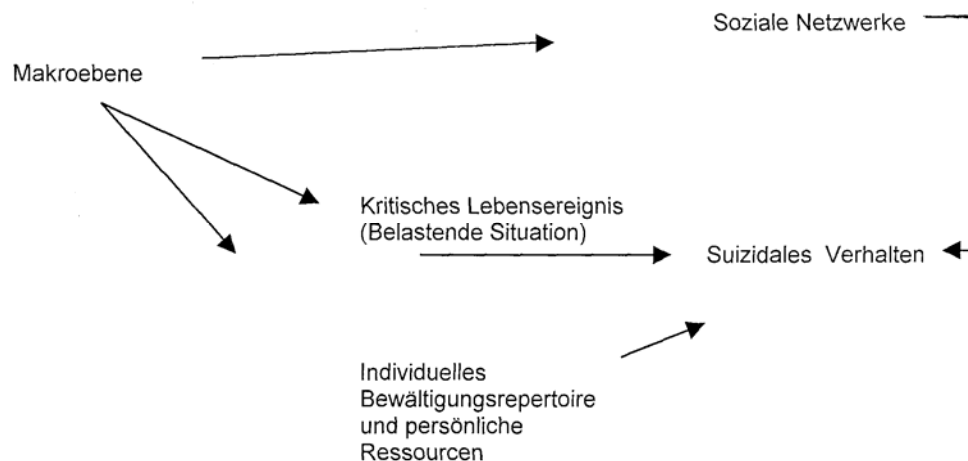 Soziale Netzwerke
Makroebene
Kritisches Lebensereignis
(Belastende Situation)
Suizidales Verhalten
Individuelles
Bewältigungsrepertoire
und persönliche
Ressourcen